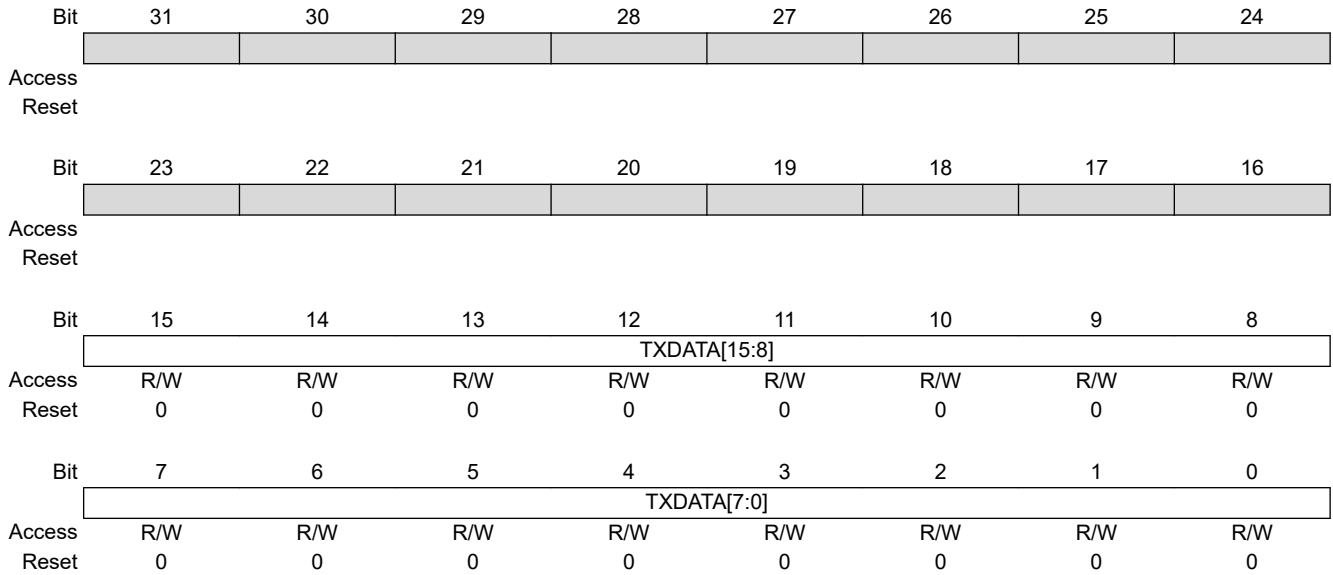 Bit 31 30 29 28 27 26 25 24
Access
Reset
Bit 23 22 21 20 19 18 17 16
Access
Reset
Bit 15 14 13 12 11 10 9 8
TXDATA[15:8]
Access R/W R/W R/W R/W R/W R/W R/W R/W
Reset 0 0 0 0 0 0 0 0
Bit 7 6 5 4 3 2 1 0
TXDATA[7:0]
Access R/W R/W R/W R/W R/W R/W R/W R/W
Reset 0 0 0 0 0 0 0 0